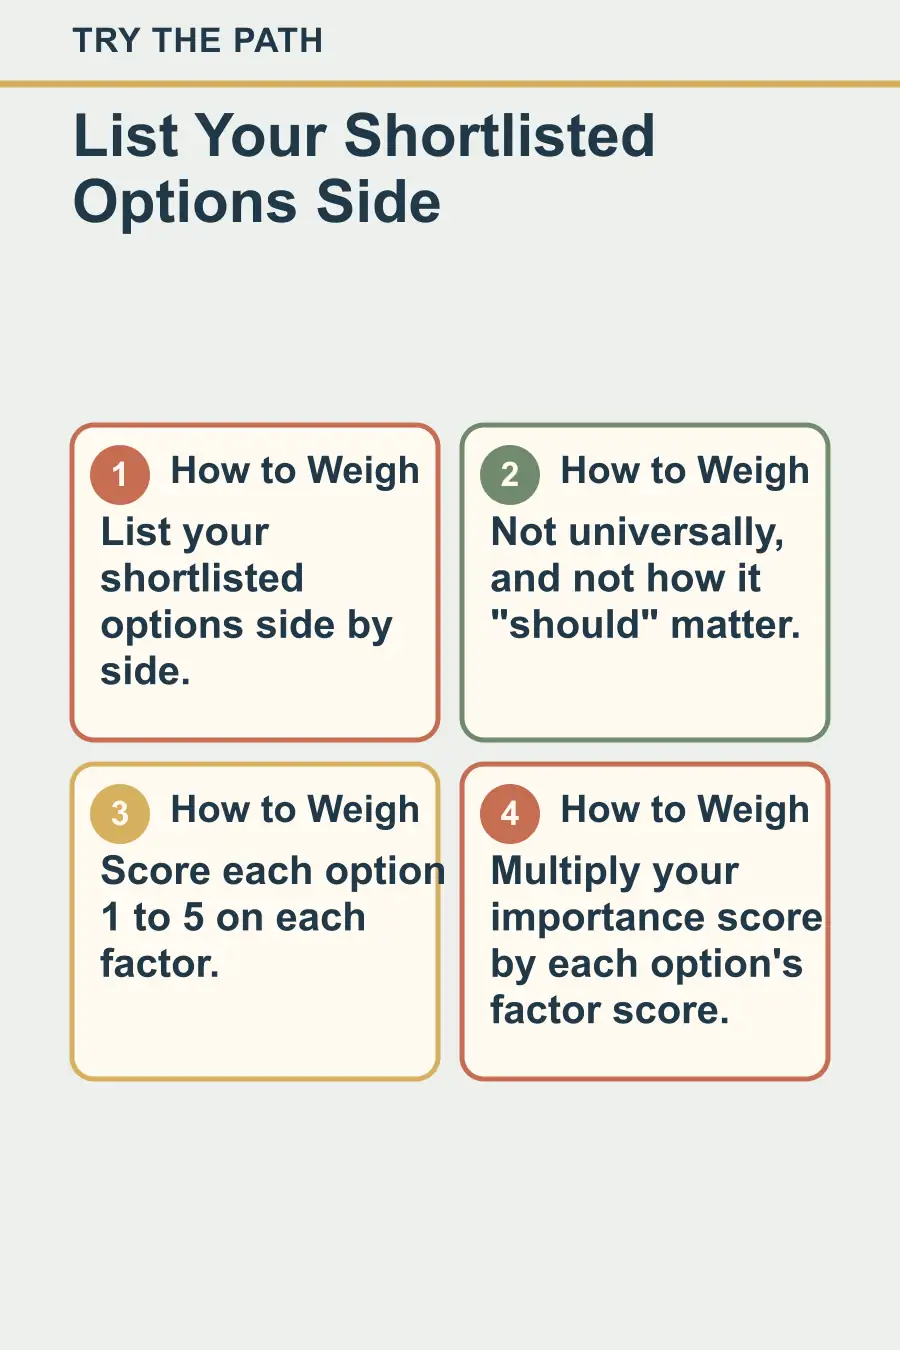 TRY THE PATH
List Your Shortlisted
Options Side
1 How to Weigh
List your
shortlisted
options side by
side.
2 How to Weigh
Not universally,
and not how it
"should" matter.
3 How to Weigh
Score each option
1 to 5 on each
factor.
4 How to Weigh
Multiply your
importance score
by each option's
factor score.